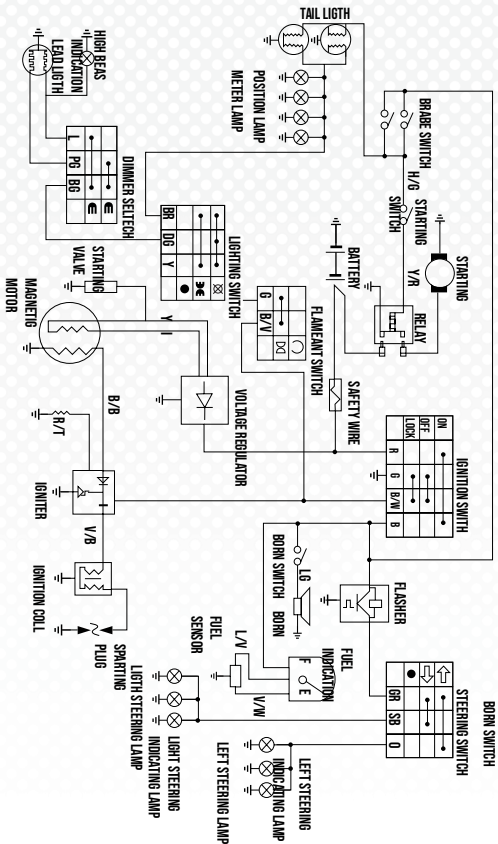 TAIL LIGTH
HIGH BEAS
INDICATION
LEADLIGTH
POSITION LAMP
METER LAMP
BRABE SWITCH
H/G
STARTING
SWITCH
STARTING
Y/R
RELAY
BATTERY
L
PG
BG
DIMMER SELTECH
BR
DG
Y
LIGHTING SWITCH
G
B/V
FLAMEANT SWITCH
STARTING
VALVE
MAGNETIG
MOTOR
Y
VOLTAGE REGULATOR
SAFETY WIRE
ON
OFF
LOCK
R
G
B/W
B
IGNITION SWITH
B/B
R/T
IGNITER
V/B
IGNITION COLL
SPARTING
PLUG
BORN SWITCH
LG
BORN
FLASHER
FUEL
INDICATION
F
E
FUEL
SENSOR
L/V
V/W
GR
SB
O
STEERING SWITCH
BORN SWITCH
LIGTH STEERING LAMP
LIGHT STEERING
INDICATING LAMP
LEFT STEERING
INDICATING LAMP
LEFT STEERING LAMP